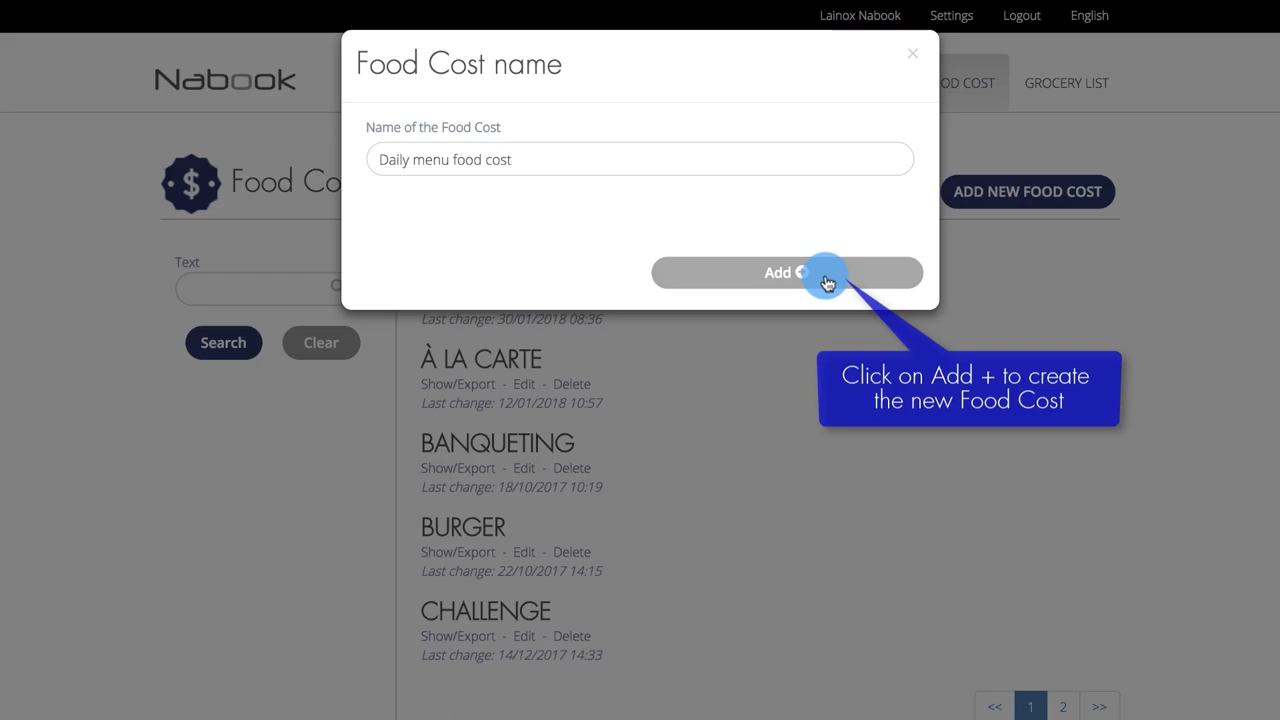 Lainox Nabook Settings Logout English
Food Cost name
×
Nabook
OD COST GROCERY LIST
Name of the Food Cost
Daily menu food cost
$ Food Co
ADD NEW FOOD COST
Text
Add +
Search Clear
Last change: 30/01/2018 08:36
À LA CARTE
Show/Export - Edit - Delete
Last change: 12/01/2018 10:57
Click on Add + to create
the new Food Cost
BANQUETING
Show/Export - Edit - Delete
Last change: 18/10/2017 10:19
BURGER
Show/Export - Edit - Delete
Last change: 22/10/2017 14:15
CHALLENGE
Show/Export - Edit - Delete
Last change: 14/12/2017 14:33
<< 1 2 >>